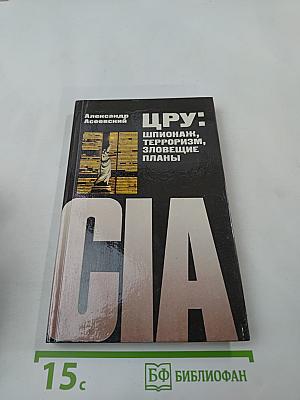 Александр
Асеевский
ЦРУ:
ШПИОНАЖ,
ТЕРРОРИЗМ,
ЗЛОВЕЩИЕ
ПЛАНЫ
CIA
15с
БФ БИБЛИОФАН